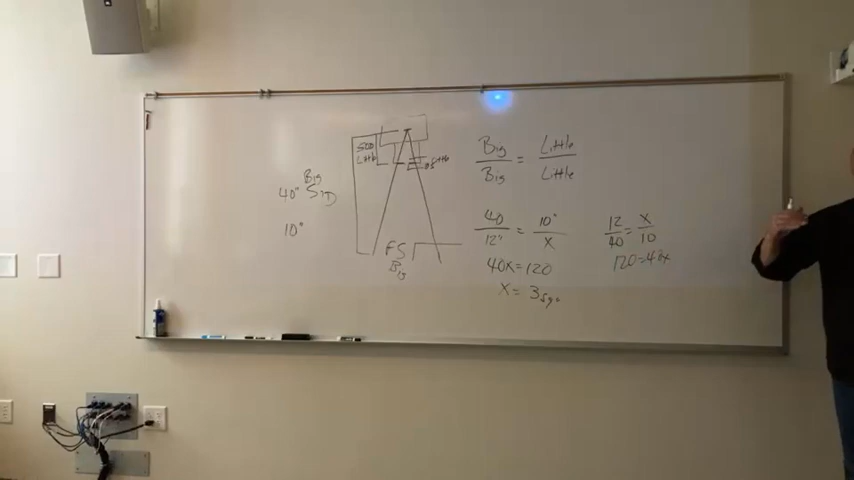 Big
40" SID
10"
SOD
Little
FS
Big
Big = Little
Big Little
40 = 10"
12" X
40x=120
X= 3
12 = X
40 10
120=40x